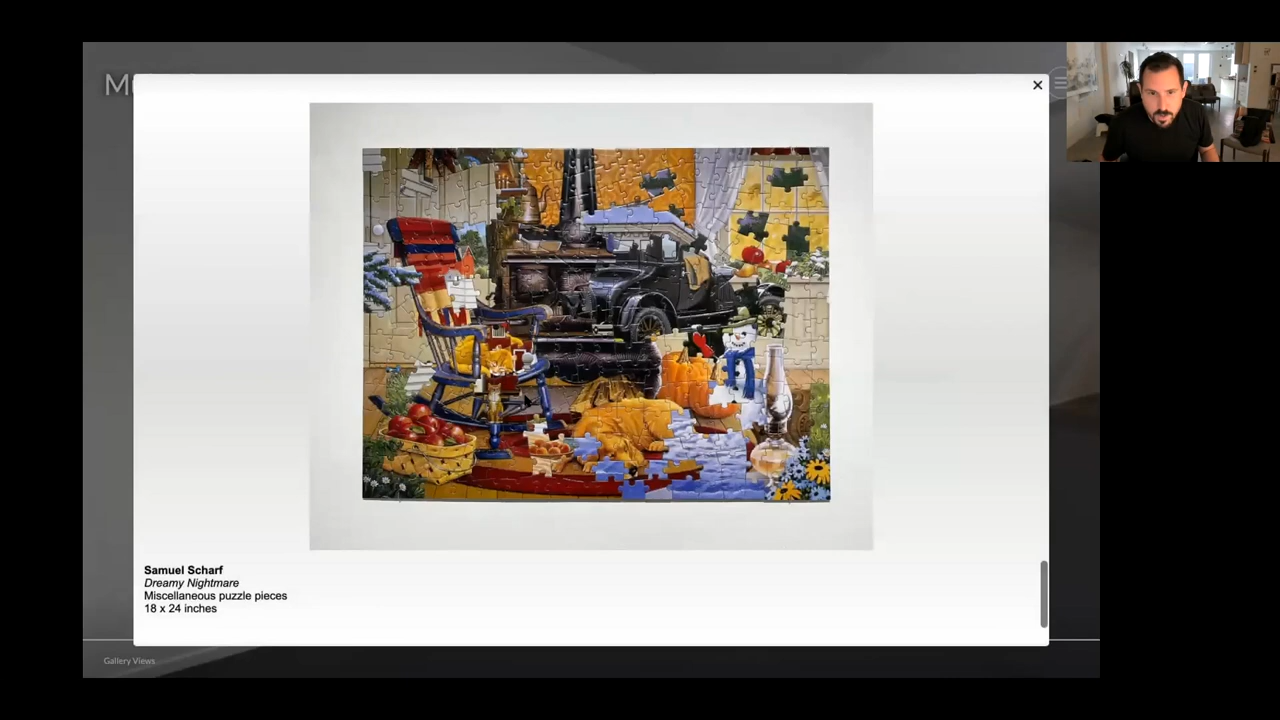 M
Samuel Scharf
Dreamy Nightmare
Miscellaneous puzzle pieces
18 x 24 inches
Gallery Views